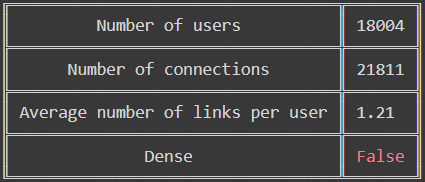 Number of users 18004
Number of connections 21811
Average number of links per user 1.21
Dense False